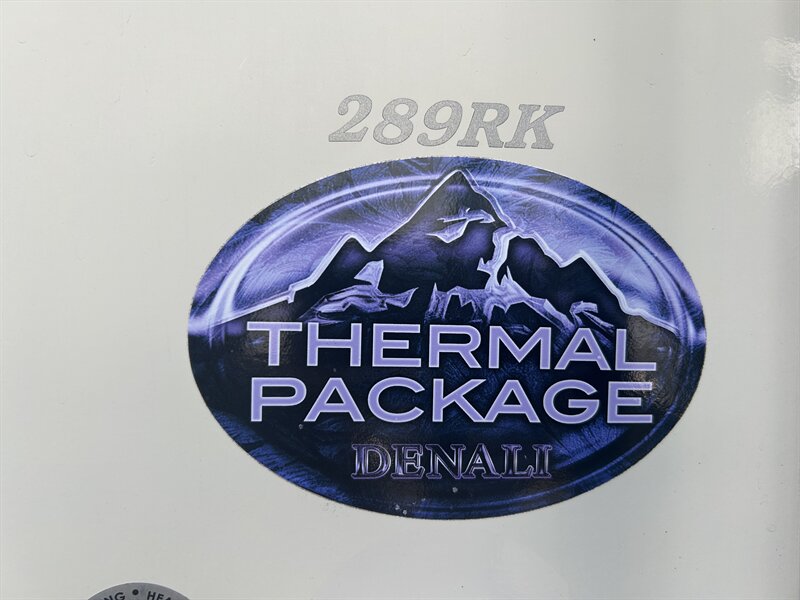 289RK
THERMAL
PACKAGE
DENALI